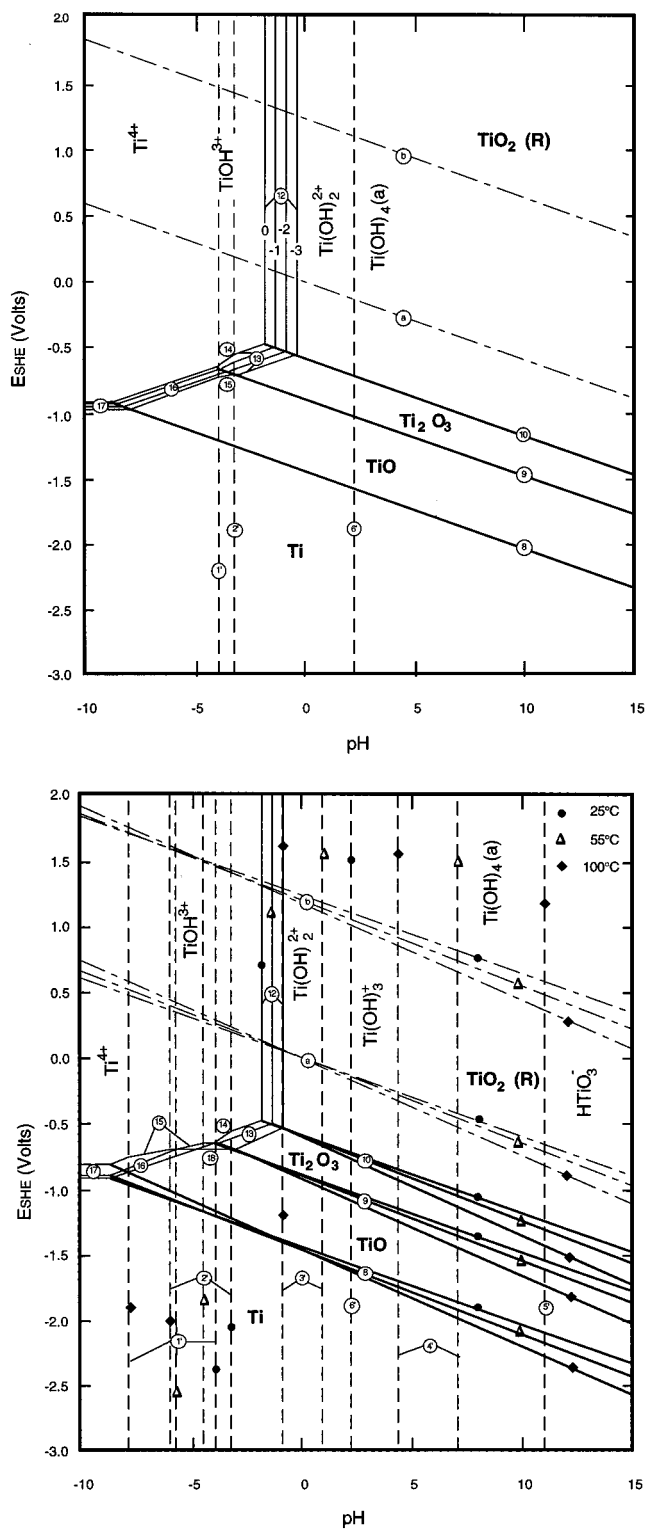 2.0
1.5
1.0
0.5
0.0
-0.5
-1.0
-1.5
-2.0
-2.5
-3.0
ESHE (Volts)
Ti4+
TiOH3+
Ti(OH)2 2+
Ti(OH)4(a)
TiO2 (R)
b
12
0
-1
-2
-3
a
14
13
15
16
17
10
Ti2O3
9
TiO
8
2'
6'
Ti
1'
-10
-5
0
5
10
15
pH
2.0
1.5
1.0
0.5
0.0
-0.5
-1.0
-1.5
-2.0
-2.5
-3.0
ESHE (Volts)
25°C
55°C
100°C
Ti(OH)4(a)
TiOH3+
b
Ti(OH)2 2+
Ti(OH)3+
12
Ti4+
a
TiO2 (R)
HTiO3-
15
14
13
16
18
17
Ti2O3
10
9
TiO
8
2'
3'
6'
5'
Ti
1'
4'
-10
-5
0
5
10
15
pH